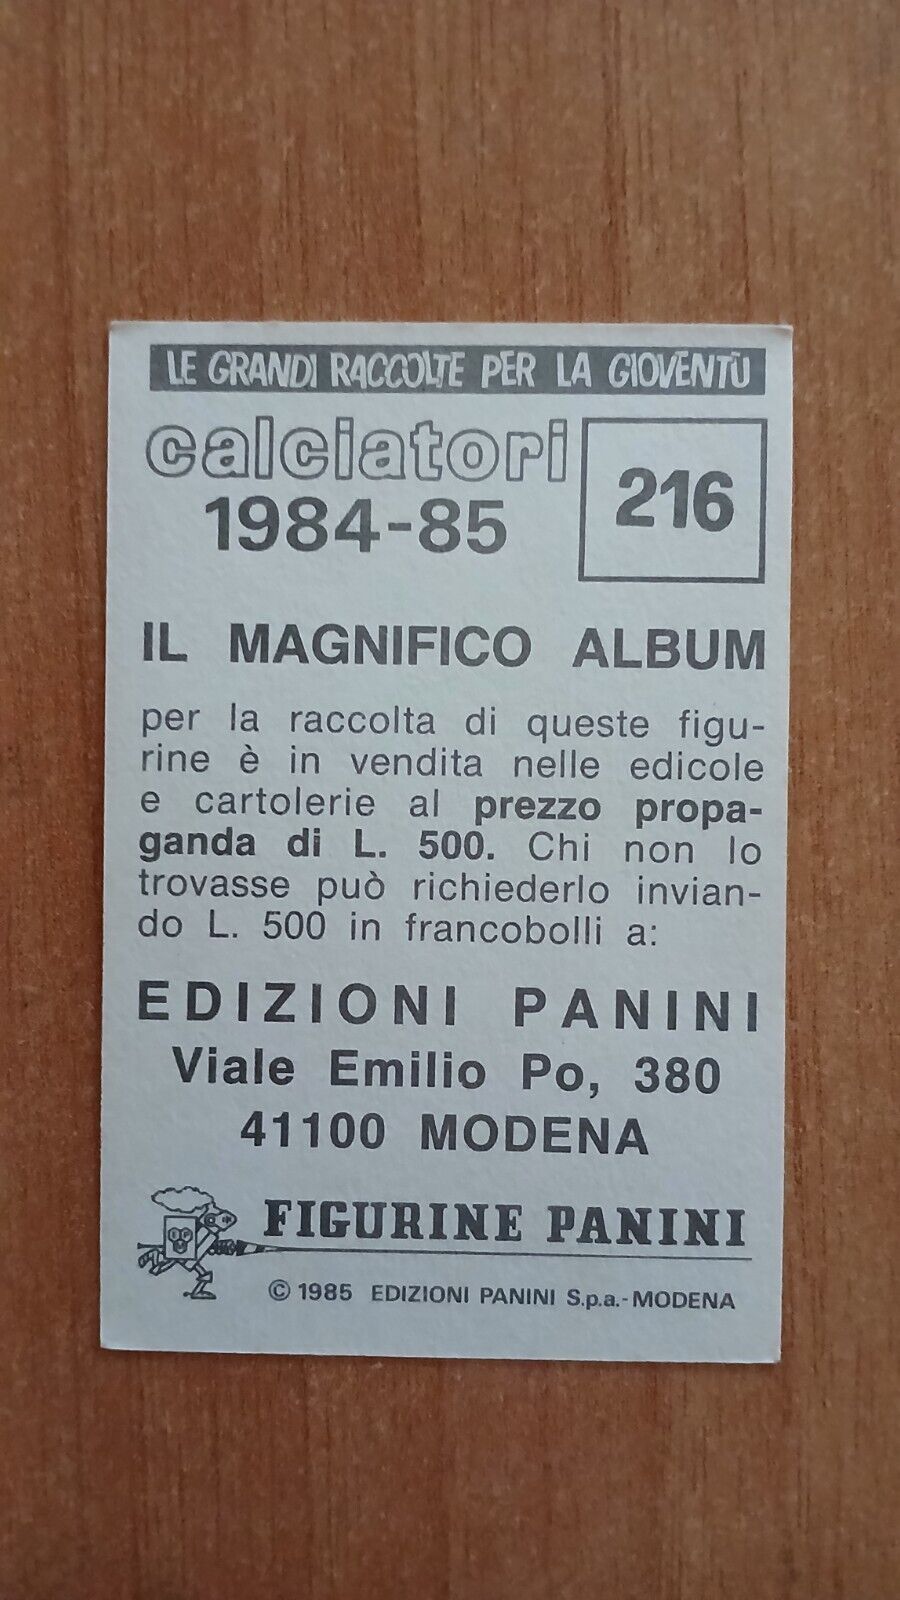 LE GRANDI RACCOLTE PER LA GIOVENTÙ
calciatori
1984-85
216
IL MAGNIFICO ALBUM
per la raccolta di queste figu-
rine è in vendita nelle edicole
e cartolerie al prezzo propa-
ganda di L. 500. Chi non lo
trovasse può richiederlo invian-
do L. 500 in francobolli a:
EDIZIONI PANINI
Viale Emilio Po, 380
41100 MODENA
FIGURINE PANINI
© 1985 EDIZIONI PANINI S.p.a.-MODENA